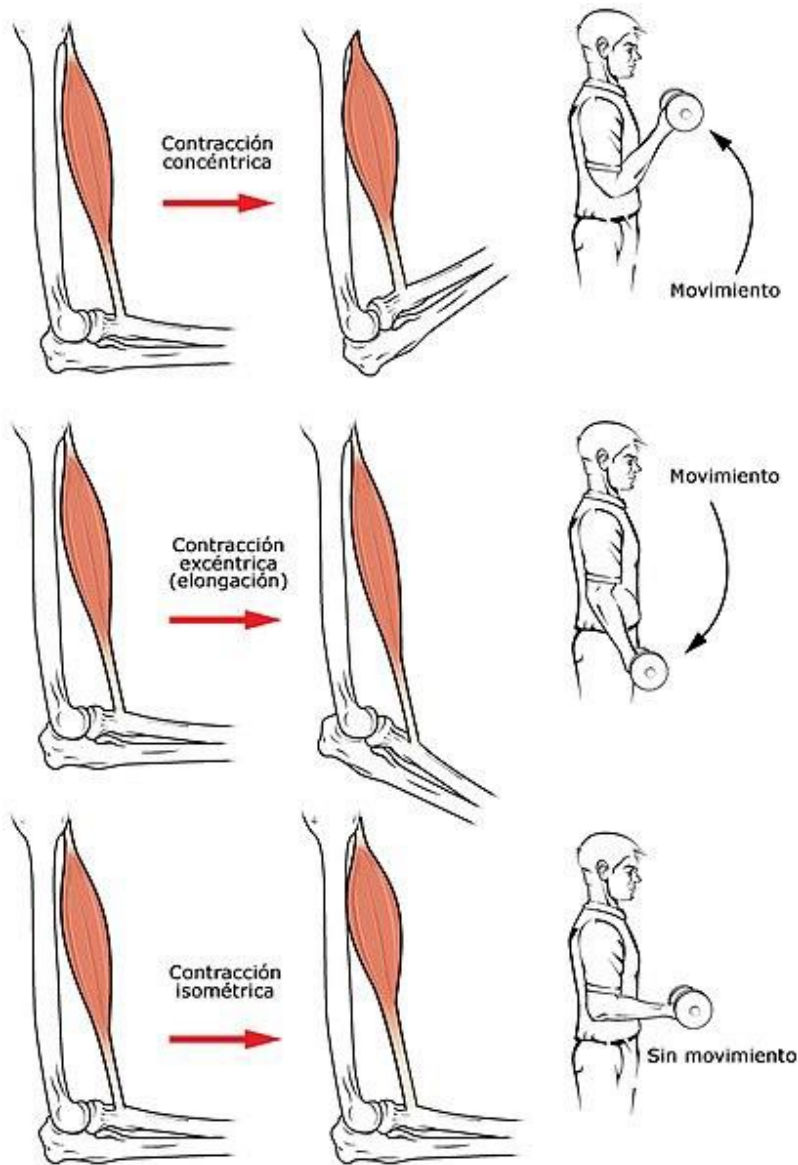 Contracción
concéntrica
Movimiento
Contracción
excéntrica
(elongación)
Movimiento
Contracción
isométrica
Sin movimiento